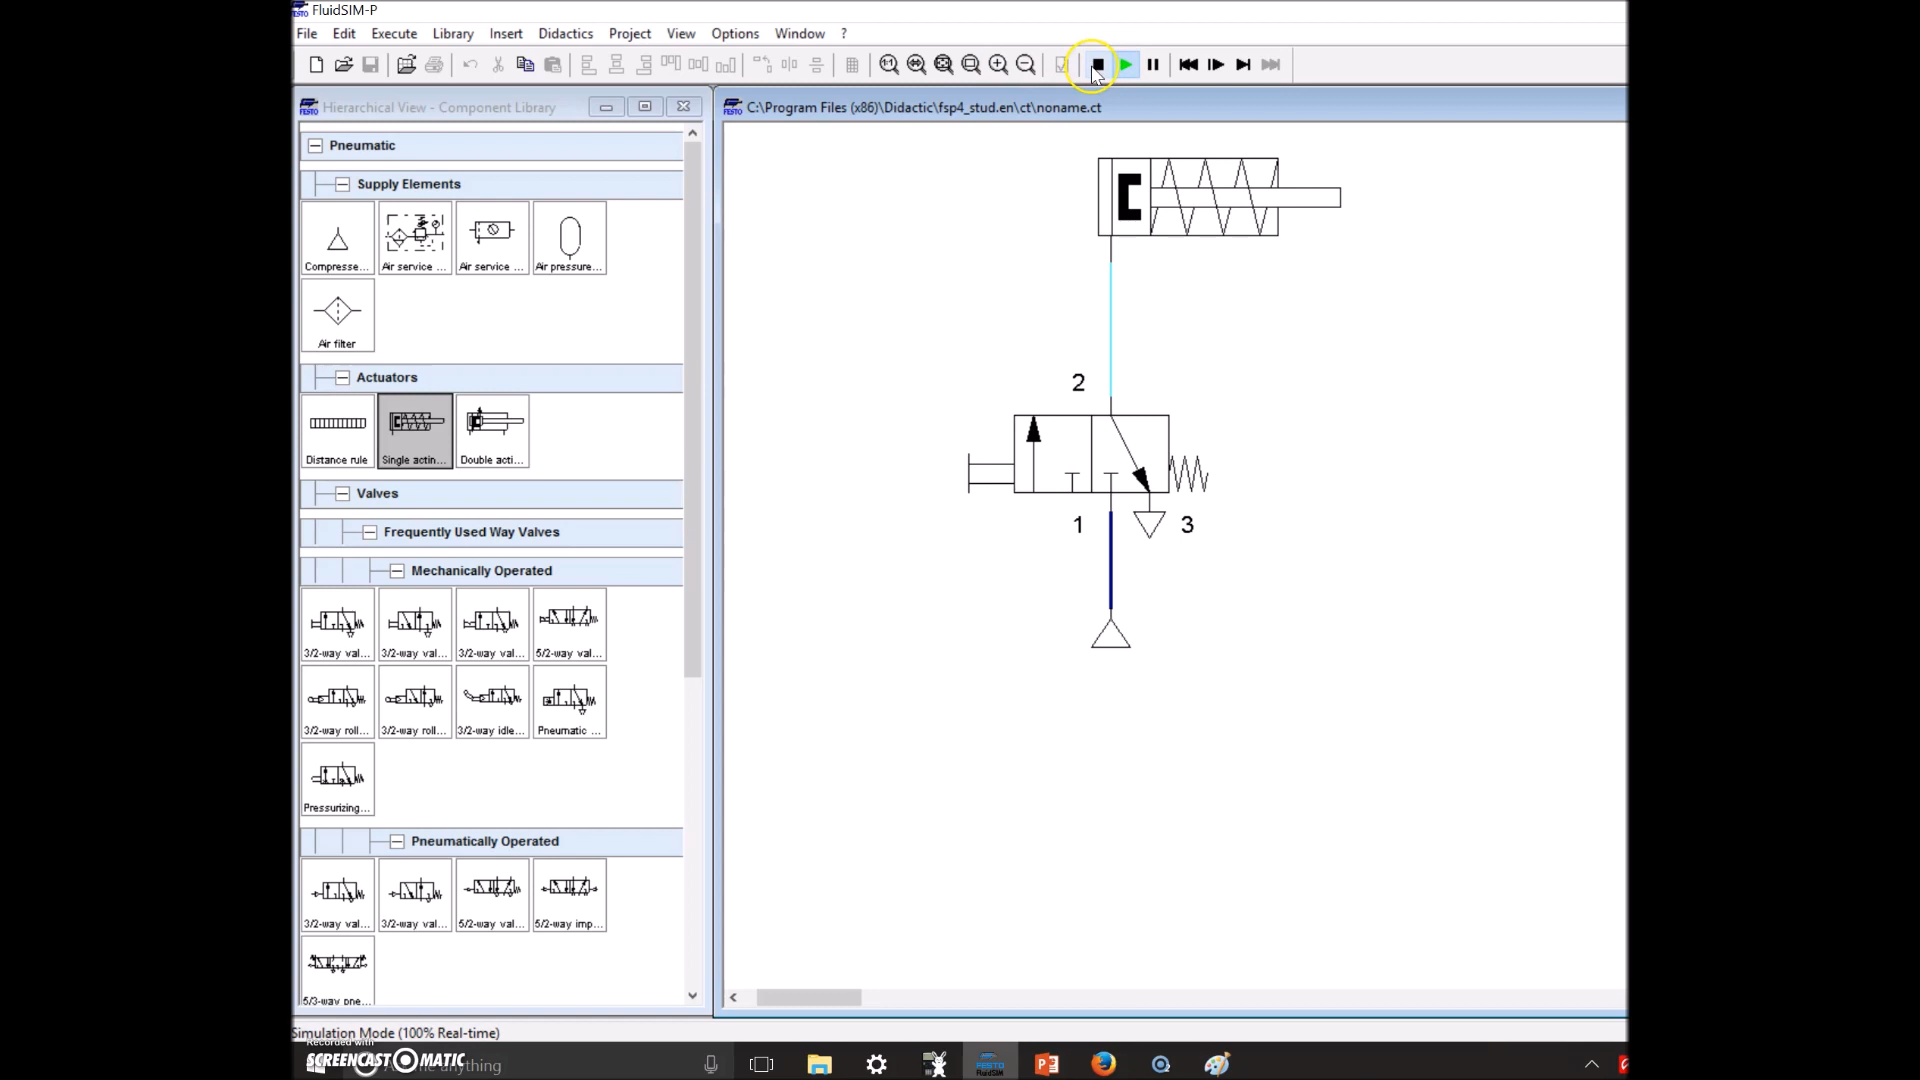 FluidSIM-P
File Edit Execute Library Insert Edit Didactics Project View Options Window ?
FESTO Hierarchical View - Component Library
FESTO C:\Program Files (x86)\Didactic\fsp4_stud.en\ct\noname.ct
Pneumatic
Supply Elements
Compresse... Air service ... Air service ... Air pressure...
Air filter
Actuators
Distance rule Single actin... Double acti...
Valves
Frequently Used Way Valves
Mechanically Operated
3/2-way val... 3/2-way val... 3/2-way val... 5/2-way val...
3/2-way roll... 3/2-way roll... 3/2-way idle... Pneumatic ...
Pressurizing...
Pneumatically Operated
3/2-way val... 3/2-way val... 5/2-way val... 5/2-way imp...
5/3-way pne...
2
1
3
Simulation Mode (100% Real-time)
Recorded with
SCREENCAST-O-MATIC
anything
FESTO
FluidSIM